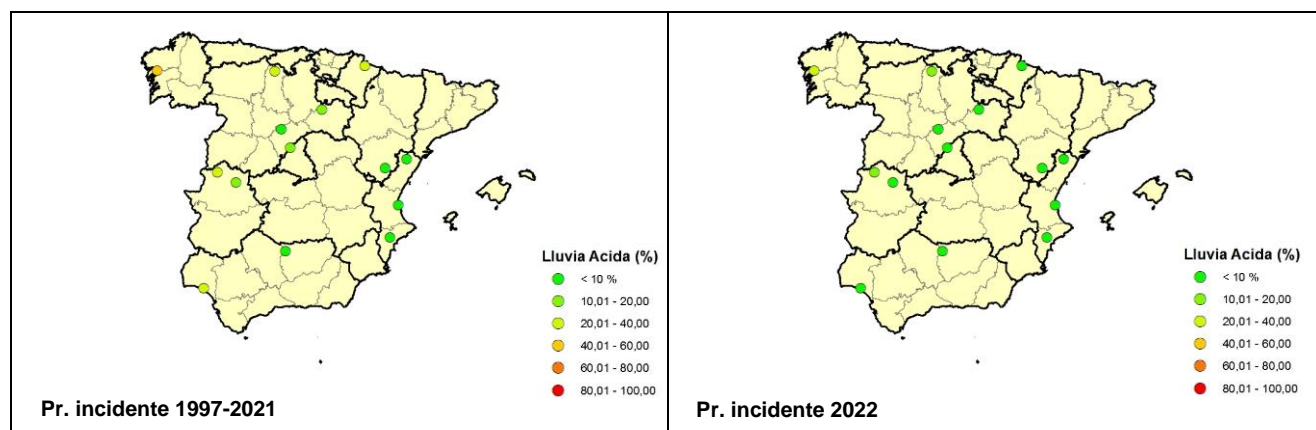 Lluvia Acida (%)
< 10 %
10,01 - 20,00
20,01 - 40,00
40,01 - 60,00
60,01 - 80,00
80,01 - 100,00
Pr. incidente 1997-2021
Lluvia Acida (%)
< 10 %
10,01 - 20,00
20,01 - 40,00
40,01 - 60,00
60,01 - 80,00
80,01 - 100,00
Pr. incidente 2022